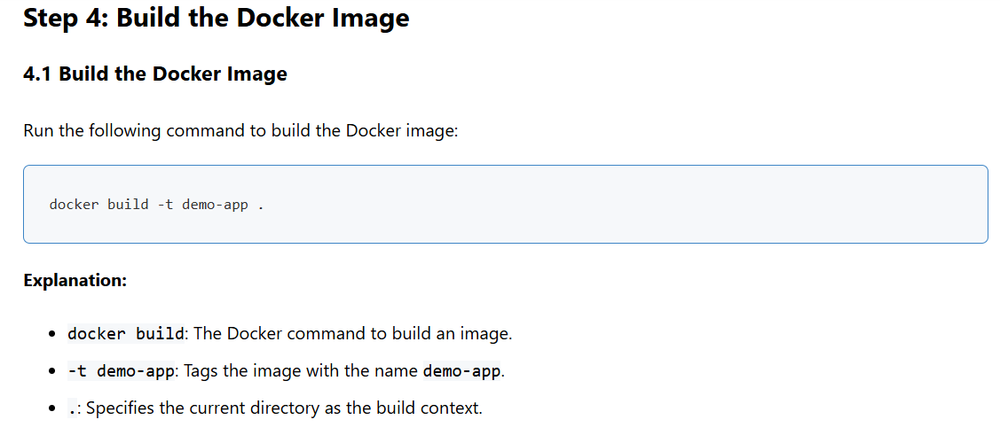 Step 4: Build the Docker Image
4.1 Build the Docker Image
Run the following command to build the Docker image:
docker build -t demo-app .
Explanation:
• docker build: The Docker command to build an image.
• -t demo-app: Tags the image with the name demo-app.
• .: Specifies the current directory as the build context.